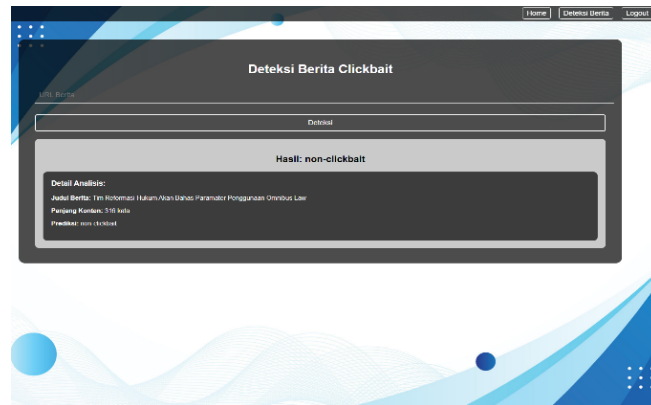 Home Deteksi Berita Logout
Deteksi Berita Clickbait
URL Berita
Deteksi
Hasil: non-clickbait
Detail Analisis:
Judul Berita: Tim Reformasi Hukum Akan Bahas Paramater Penggunaan Omnibus Law
Panjang Konten: 316 kata
Prediksi: non-clickbait